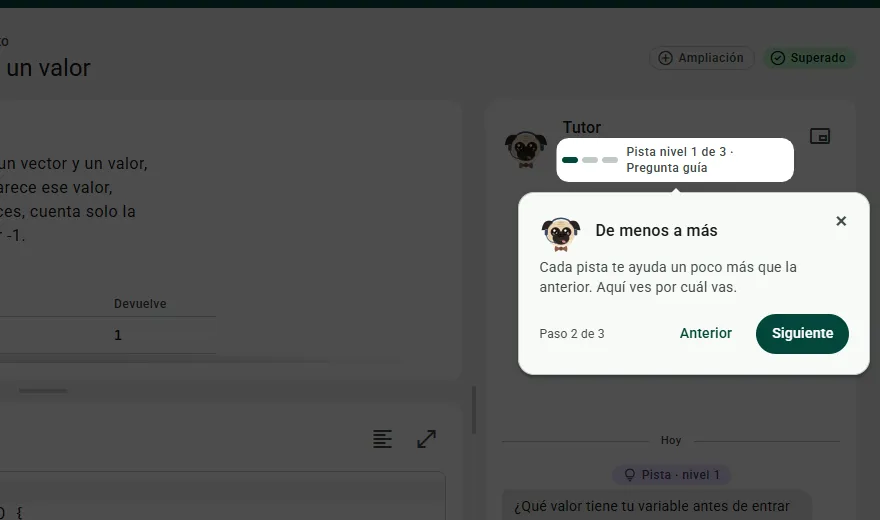 to
un valor
Ampliación
Superado
un vector y un valor,
arece ese valor,
ces, cuenta solo la
r -1.
Devuelve
1
Tutor
Pista nivel 1 de 3 ·
Pregunta guía
De menos a más
Cada pista te ayuda un poco más que la
anterior. Aquí ves por cuál vas.
Paso 2 de 3
Anterior
Siguiente
Hoy
Pista · nivel 1
¿Qué valor tiene tu variable antes de entrar
{